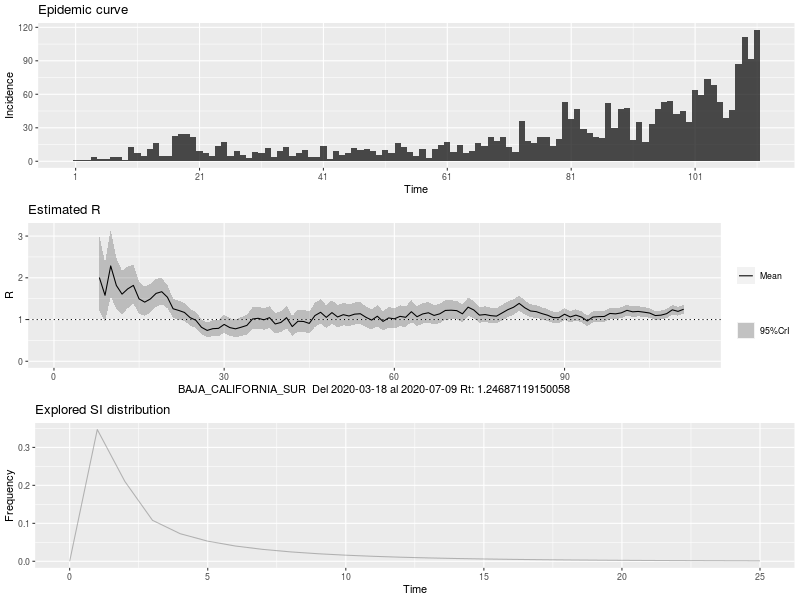 Epidemic curve
120
90
60
30
0
Incidence
1
21
41
61
81
101
Time
Estimated R
3
2
1
0
R
Mean
95%CrI
0
30
60
90
BAJA_CALIFORNIA_SUR Del 2020-03-18 al 2020-07-09 Rt: 1.24687119150058
Explored SI distribution
0.3
0.2
0.1
0.0
Frequency
0
5
10
15
20
25
Time